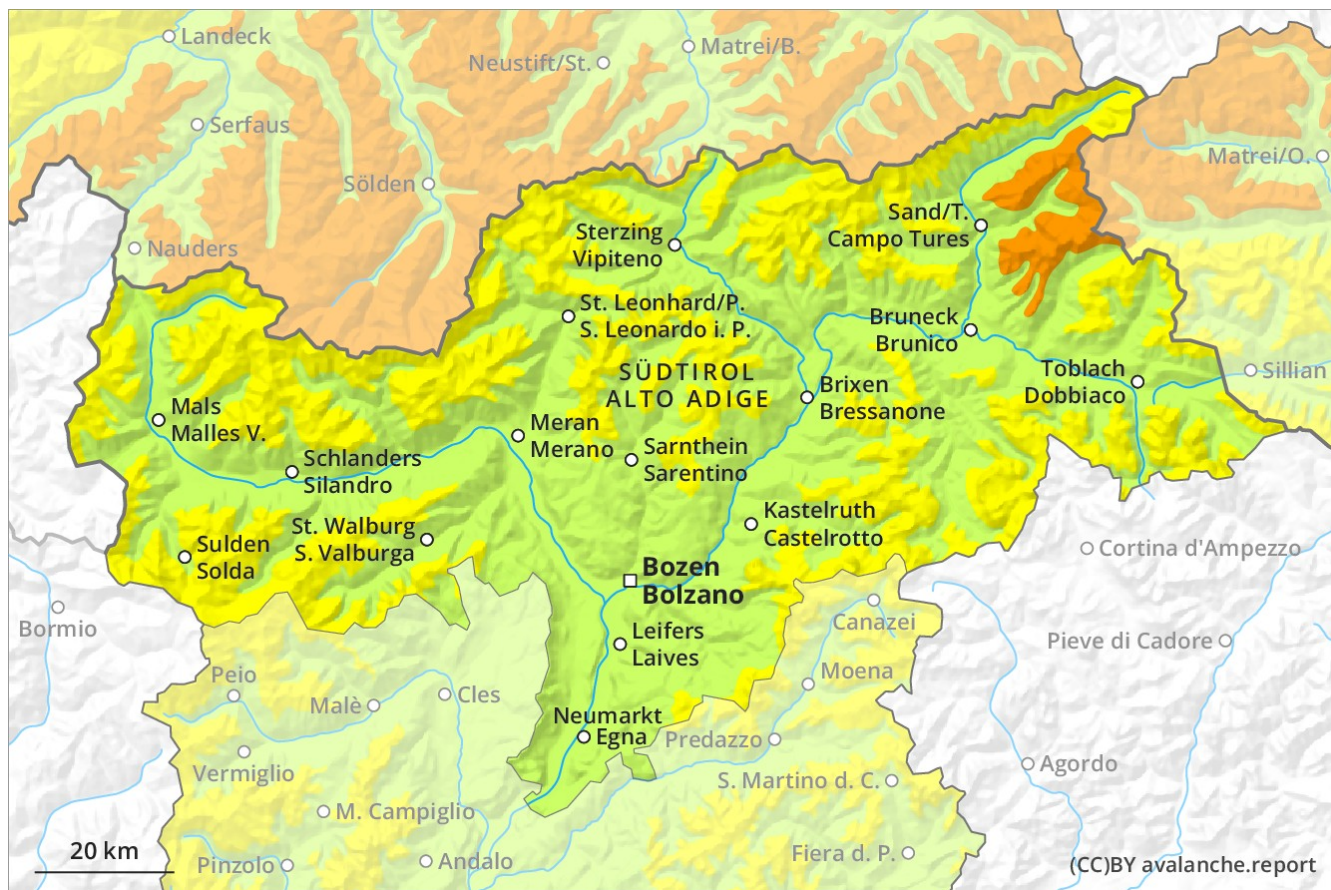 Landeck
Matrei/B.
Neustift/St.
Serfaus
Matrei/O.
Sölden
Nauders
Sand/T.
Campo Tures
Sterzing
Vipiteno
St. Leonhard/P.
S. Leonardo i. P.
Bruneck
Brunico
SÜDTIROL
ALTO ADIGE
Toblach
Dobbiaco
Sillian
Brixen
Bressanone
Mals
Malles V.
Meran
Merano
Sarnthein
Sarentino
Schlanders
Silandro
Kastelruth
Castelrotto
St. Walburg
S. Valburga
Sulden
Solda
Cortina d'Ampezzo
Bozen
Bolzano
Bormio
Canazei
Leifers
Laives
Pieve di Cadore
Peio
Moena
Malè
Cles
Neumarkt
Egna
Predazzo
Vermiglio
Agordo
S. Martino d. C.
M. Campiglio
20 km
Pinzolo
Andalo
Fiera d. P.
(CC)BY avalanche.report